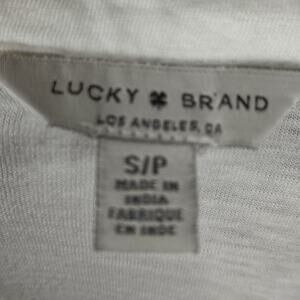 LUCKY BRAND
LOS ANGELES, CA
S/P
MADE IN
INDIA
FABRIQUE
EN INDE